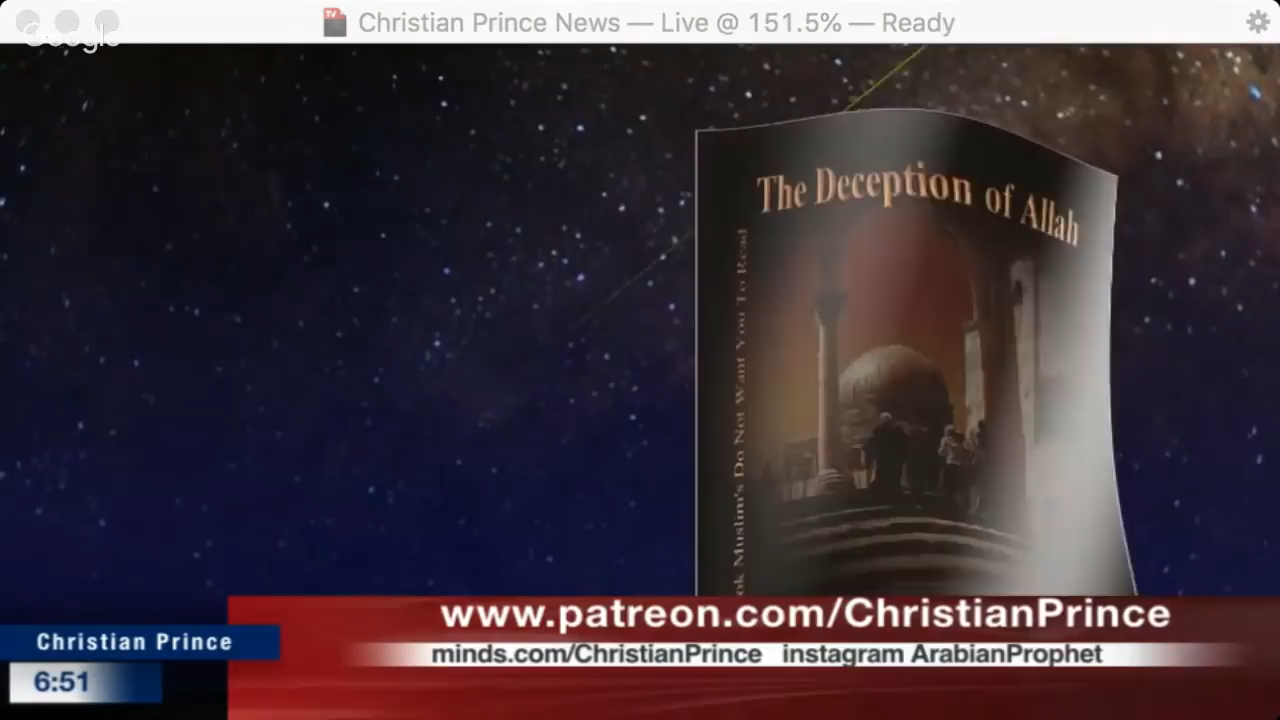 Christian Prince News — Live @ 151.5% — Ready
Google
The Deception of Allah
ok Muslim's Do Not Want You To Read
www.patreon.com/ChristianPrince
Christian Prince
minds.com/ChristianPrince instagram ArabianProphet
6:51